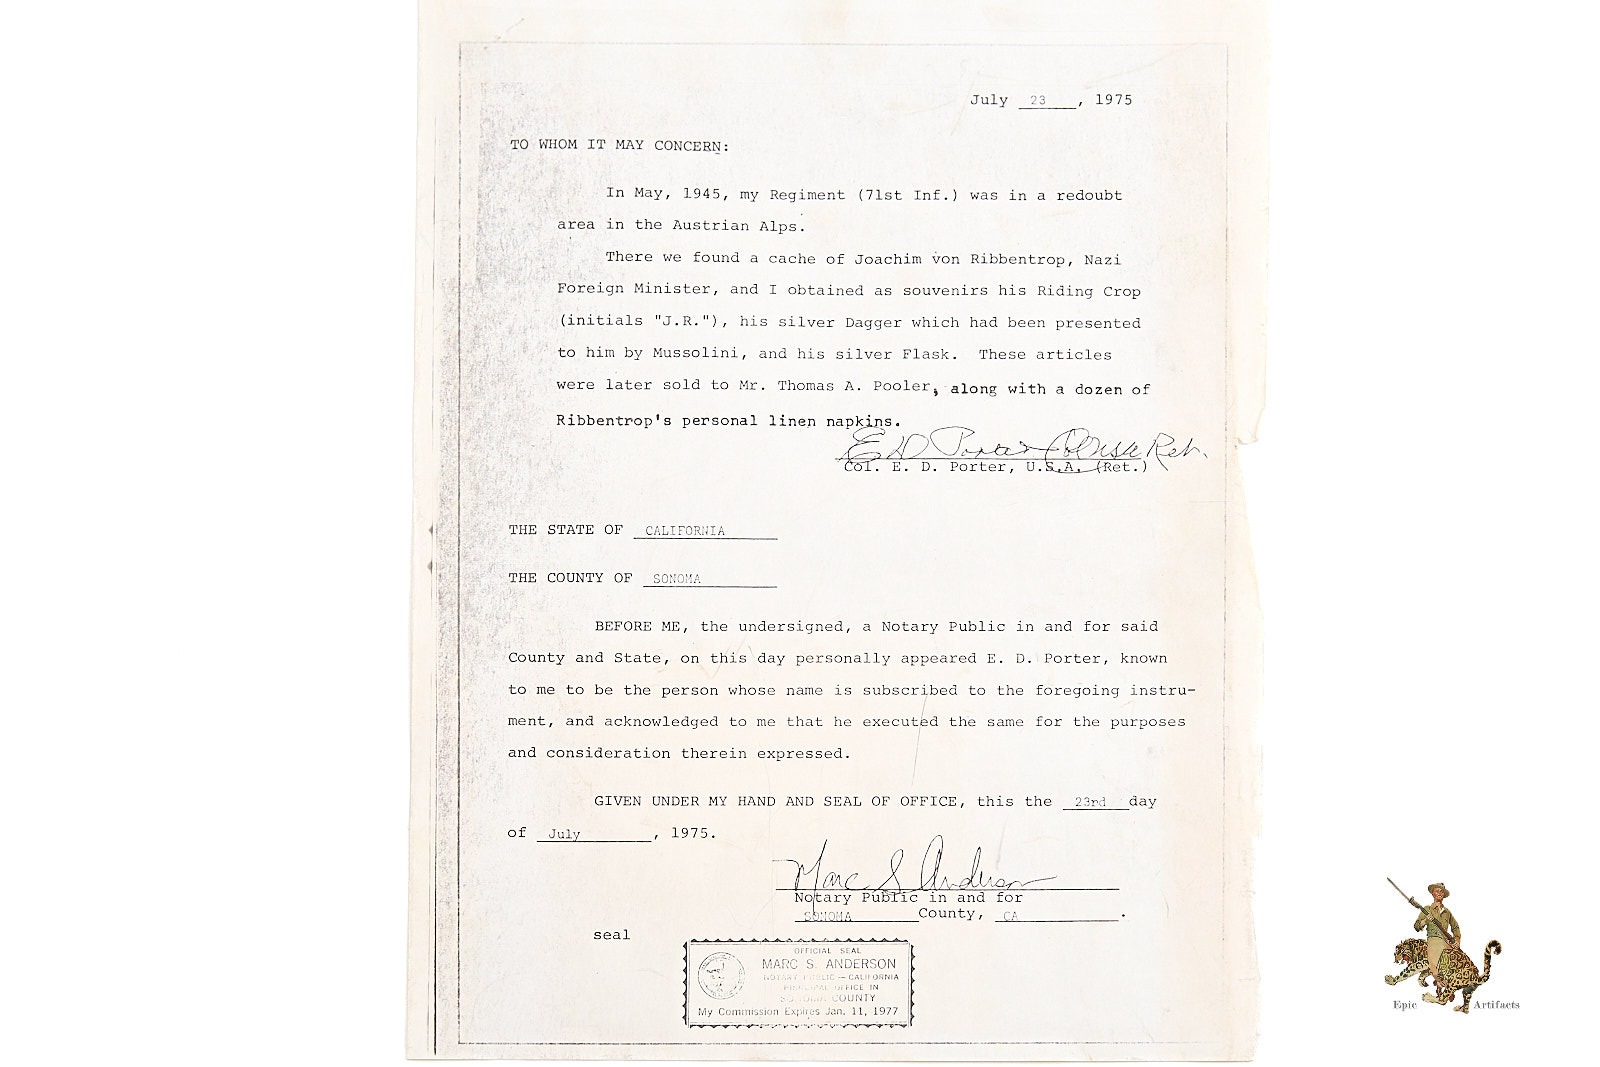 July 23, 1975
TO WHOM IT MAY CONCERN:
In May, 1945, my Regiment (71st Inf.) was in a redoubt
area in the Austrian Alps.
There we found a cache of Joachim von Ribbentrop, Nazi
Foreign Minister, and I obtained as souvenirs his Riding Crop
(initials "J.R."), his silver Dagger which had been presented
to him by Mussolini, and his silver Flask. These articles
were later sold to Mr. Thomas A. Pooler, along with a dozen of
Ribbentrop's personal linen napkins.
E D Porter Col USA Ret.
Col. E. D. Porter, U.S.A. (Ret.)
THE STATE OF CALIFORNIA
THE COUNTY OF SONOMA
BEFORE ME, the undersigned, a Notary Public in and for said
County and State, on this day personally appeared E. D. Porter, known
to me to be the person whose name is subscribed to the foregoing instru-
ment, and acknowledged to me that he executed the same for the purposes
and consideration therein expressed.
GIVEN UNDER MY HAND AND SEAL OF OFFICE, this the 23rd day
of July, 1975.
Marc S Anderson
Notary Public in and for
SONOMA County, CA.
seal
OFFICIAL SEAL
MARC S. ANDERSON
NOTARY PUBLIC - CALIFORNIA
PRINCIPAL OFFICE IN
SONOMA COUNTY
My Commission Expires Jan. 11, 1977
Epic Artifacts